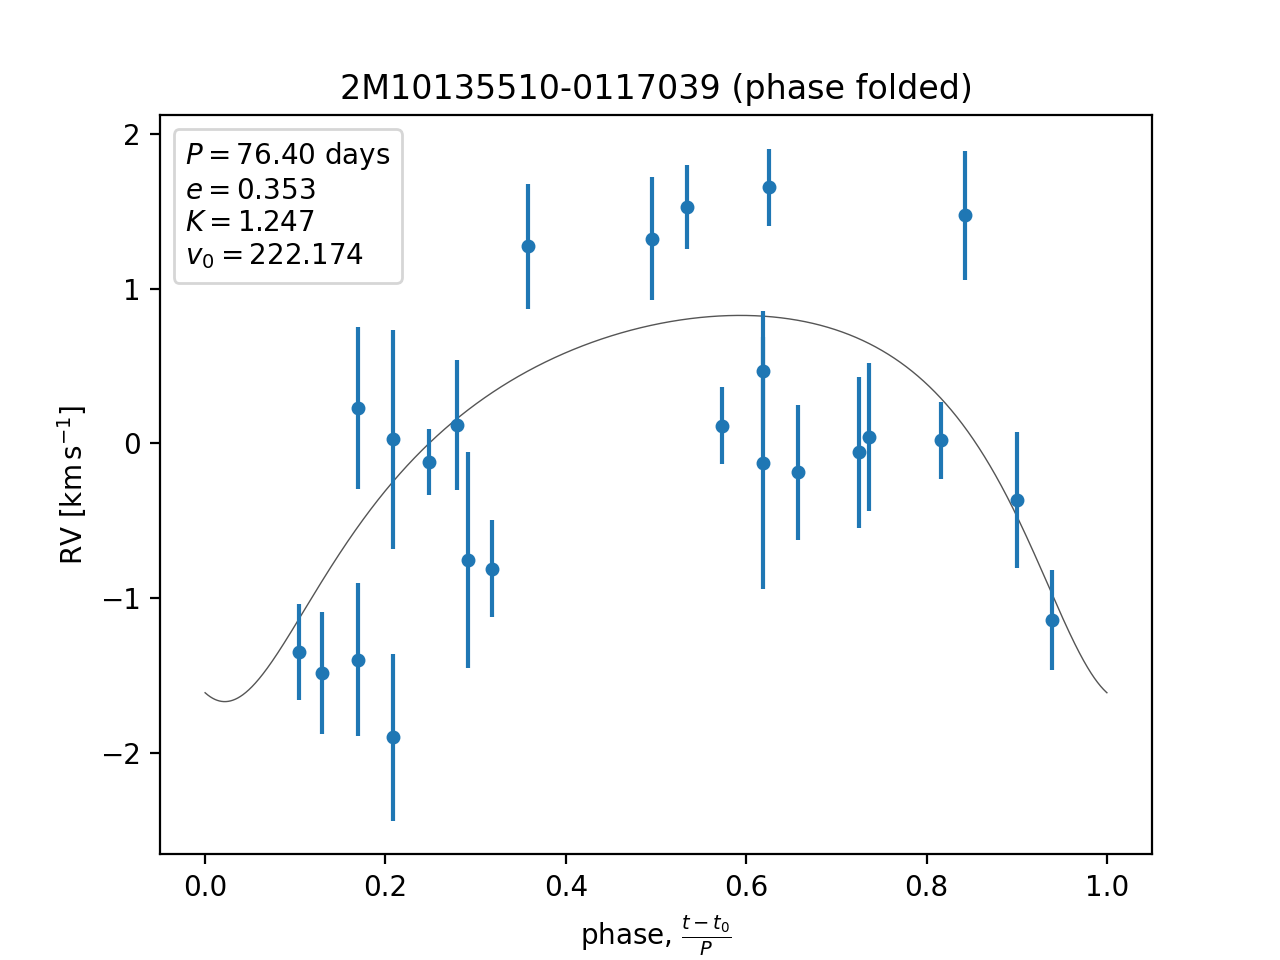 2M10135510-0117039 (phase folded)
P = 76.40 days
e = 0.353
K = 1.247
v₀ = 222.174
2
1
0
−1
−2
RV [km s⁻¹]
0.0 0.2 0.4 0.6 0.8 1.0
phase, (t − t₀)/P